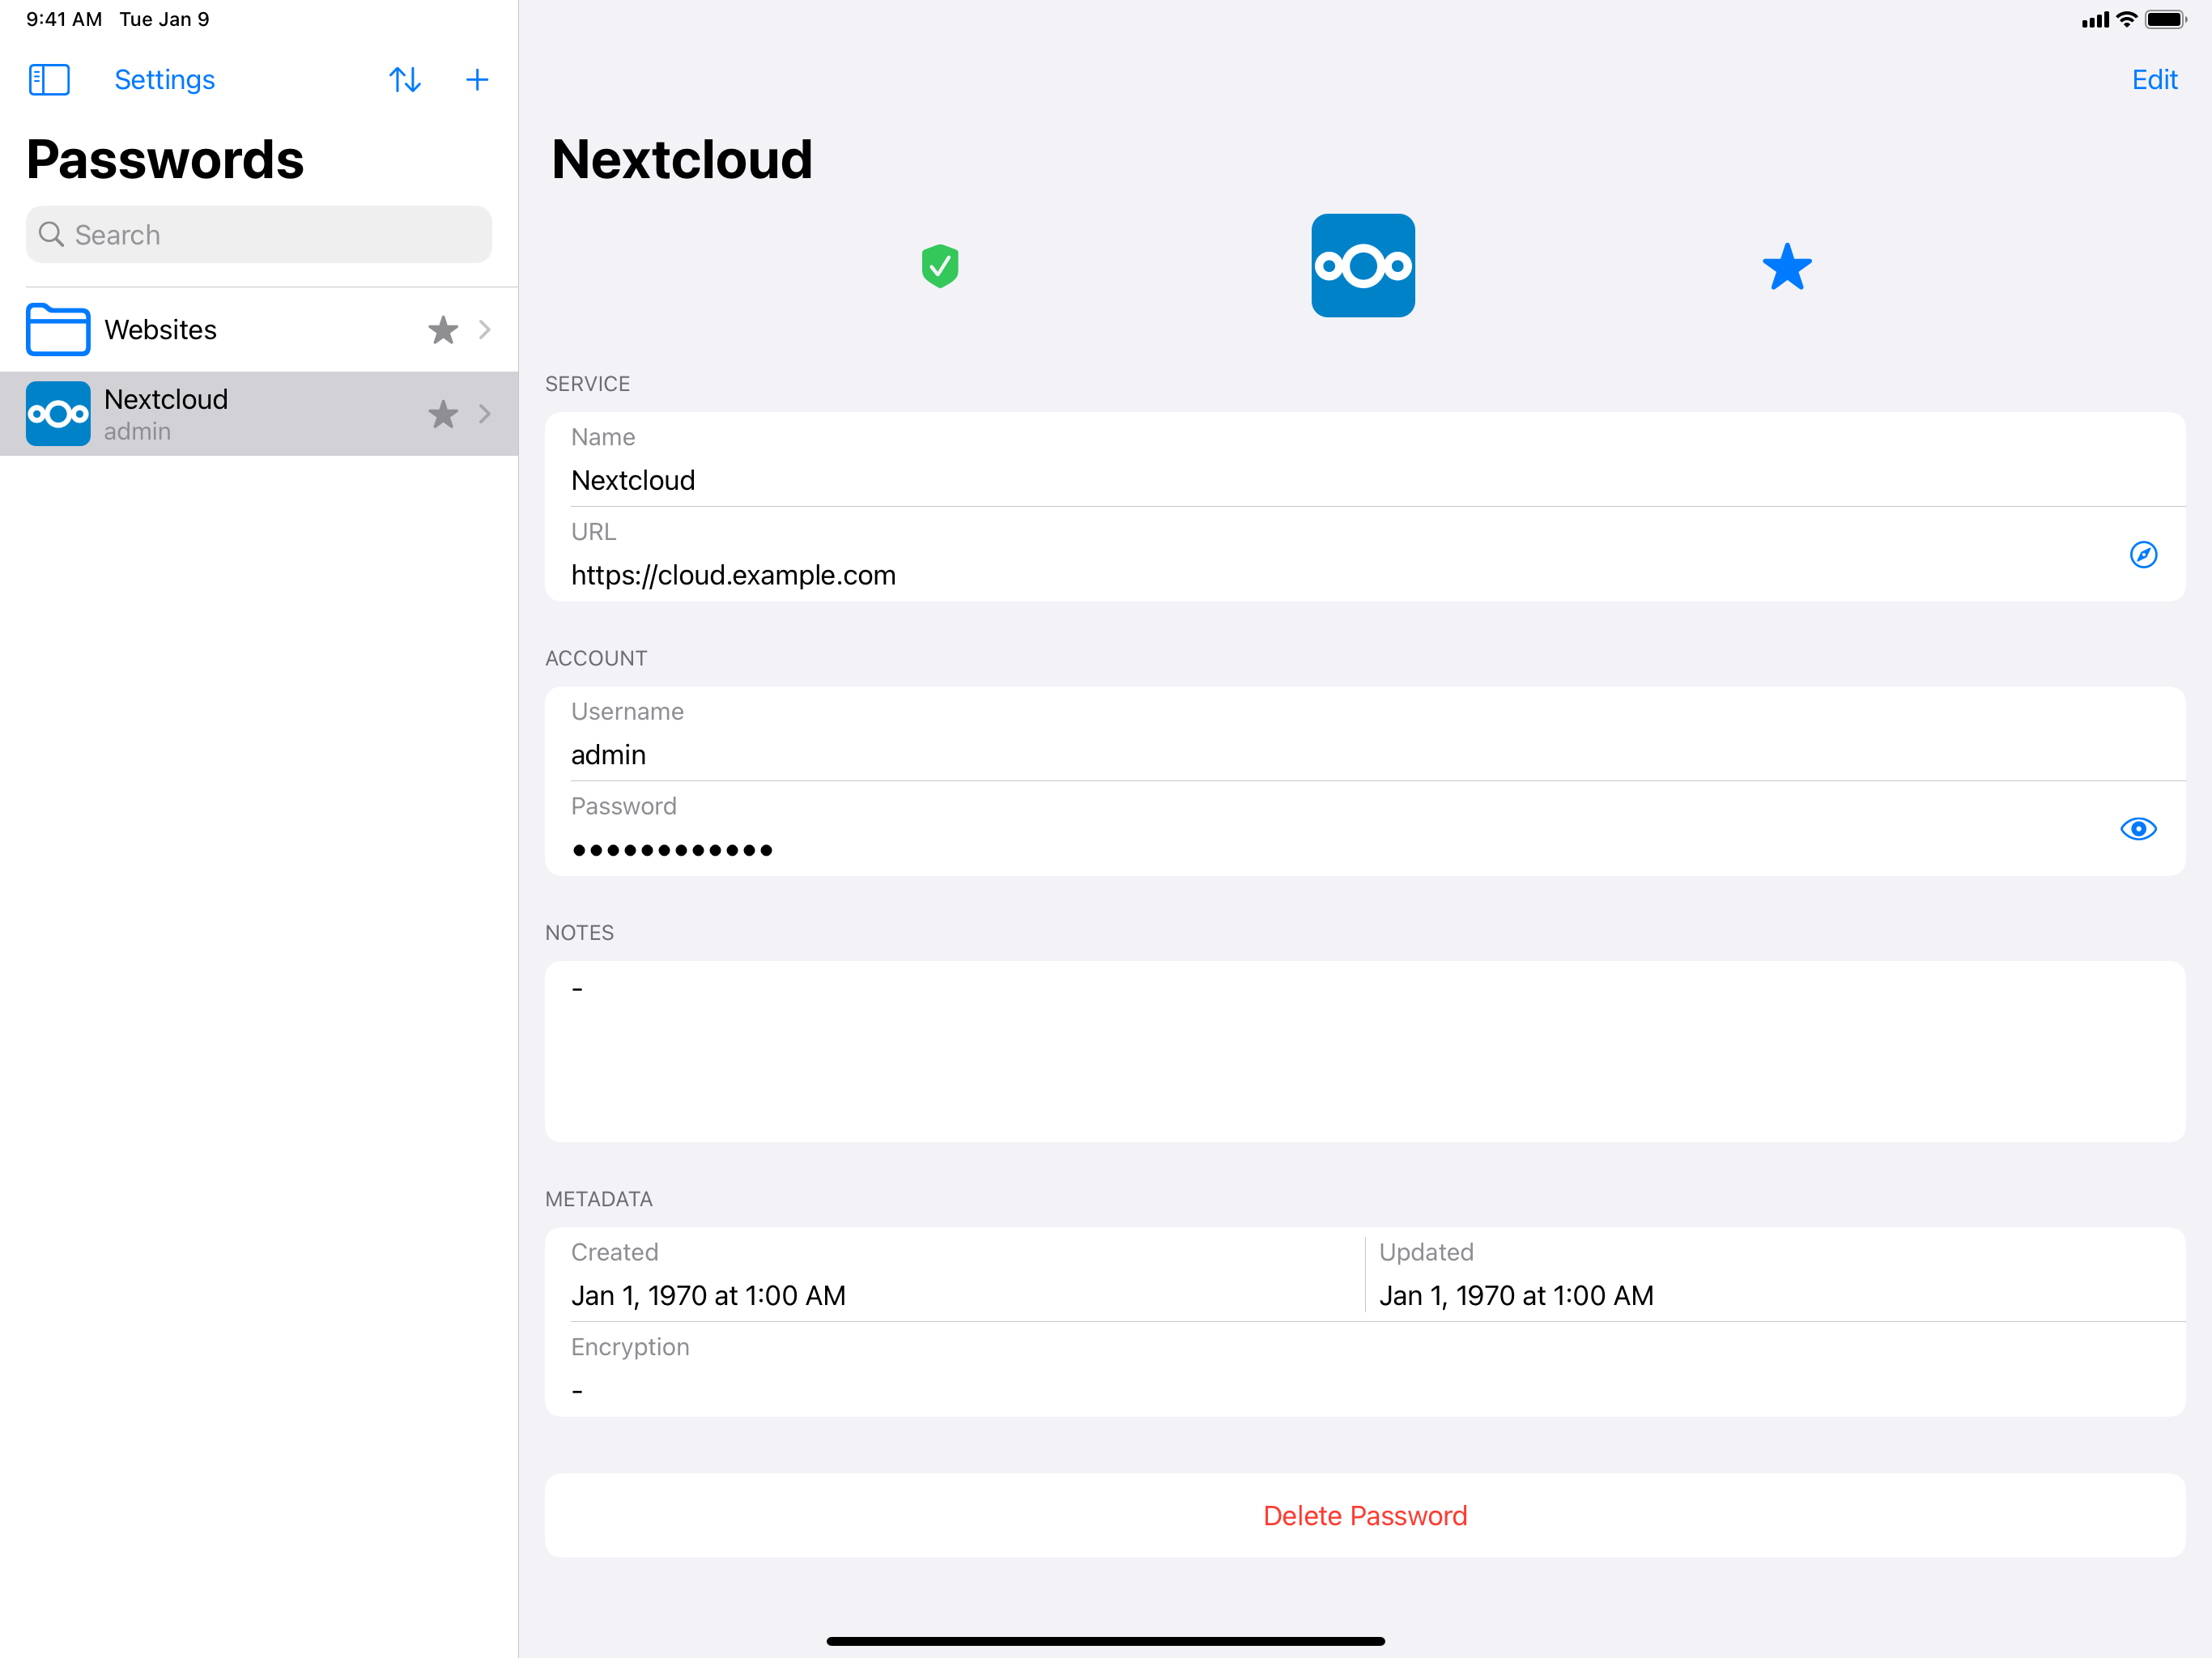 9:41 AM Tue Jan 9
Settings
Edit
Passwords
Search
Websites
Nextcloud
admin
Nextcloud
SERVICE
Name
Nextcloud
URL
https://cloud.example.com
ACCOUNT
Username
admin
Password
••••••••••••
NOTES
-
METADATA
Created
Jan 1, 1970 at 1:00 AM
Updated
Jan 1, 1970 at 1:00 AM
Encryption
-
Delete Password